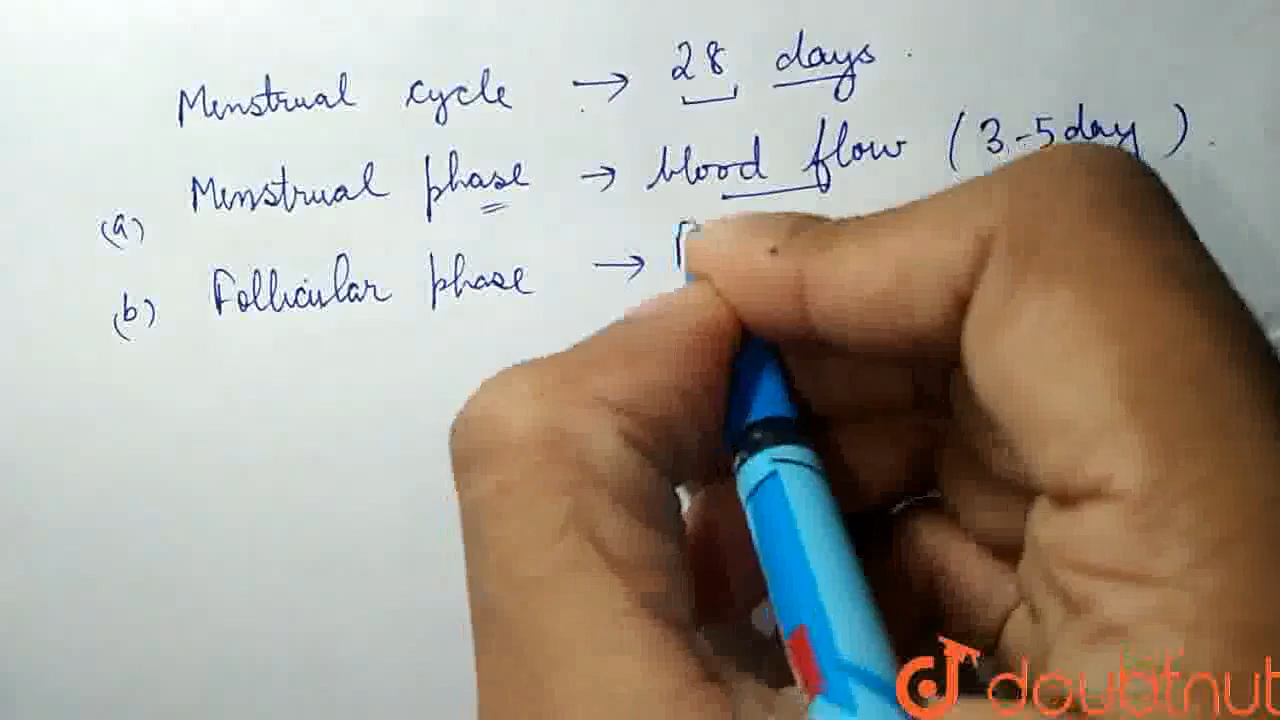 Menstrual cycle → 28 days.
(a) Menstrual phase → blood flow (3-5 day).
(b) Follicular phase →
doubtnut